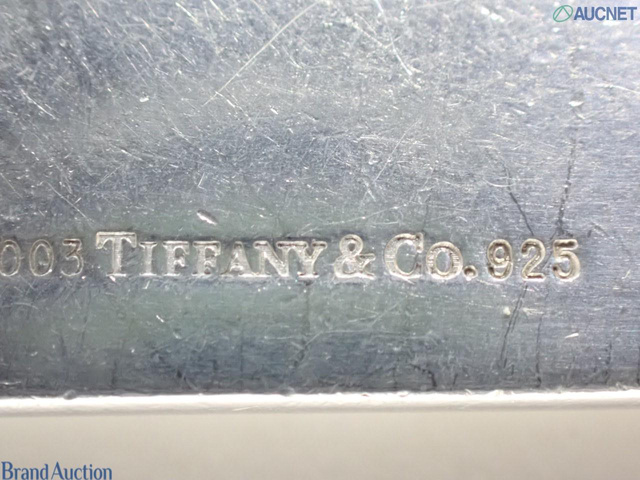 AUCNET
003 TIFFANY & CO. 925
Brand Auction